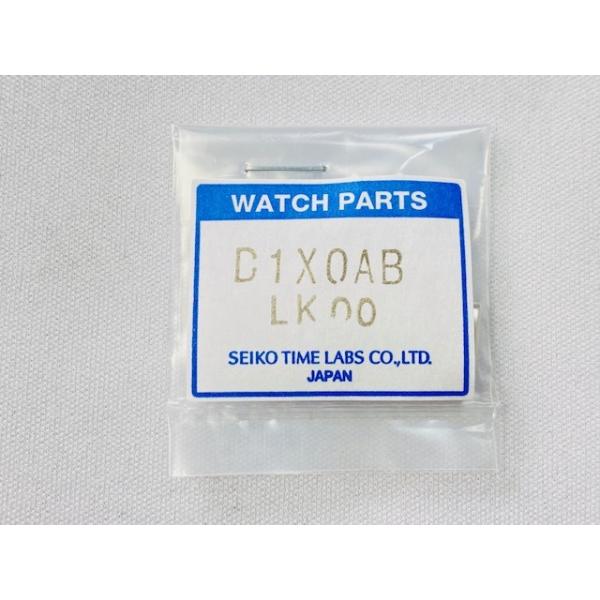 WATCH PARTS
D1X0AB
LK00
SEIKO TIME LABS CO.,LTD.
JAPAN